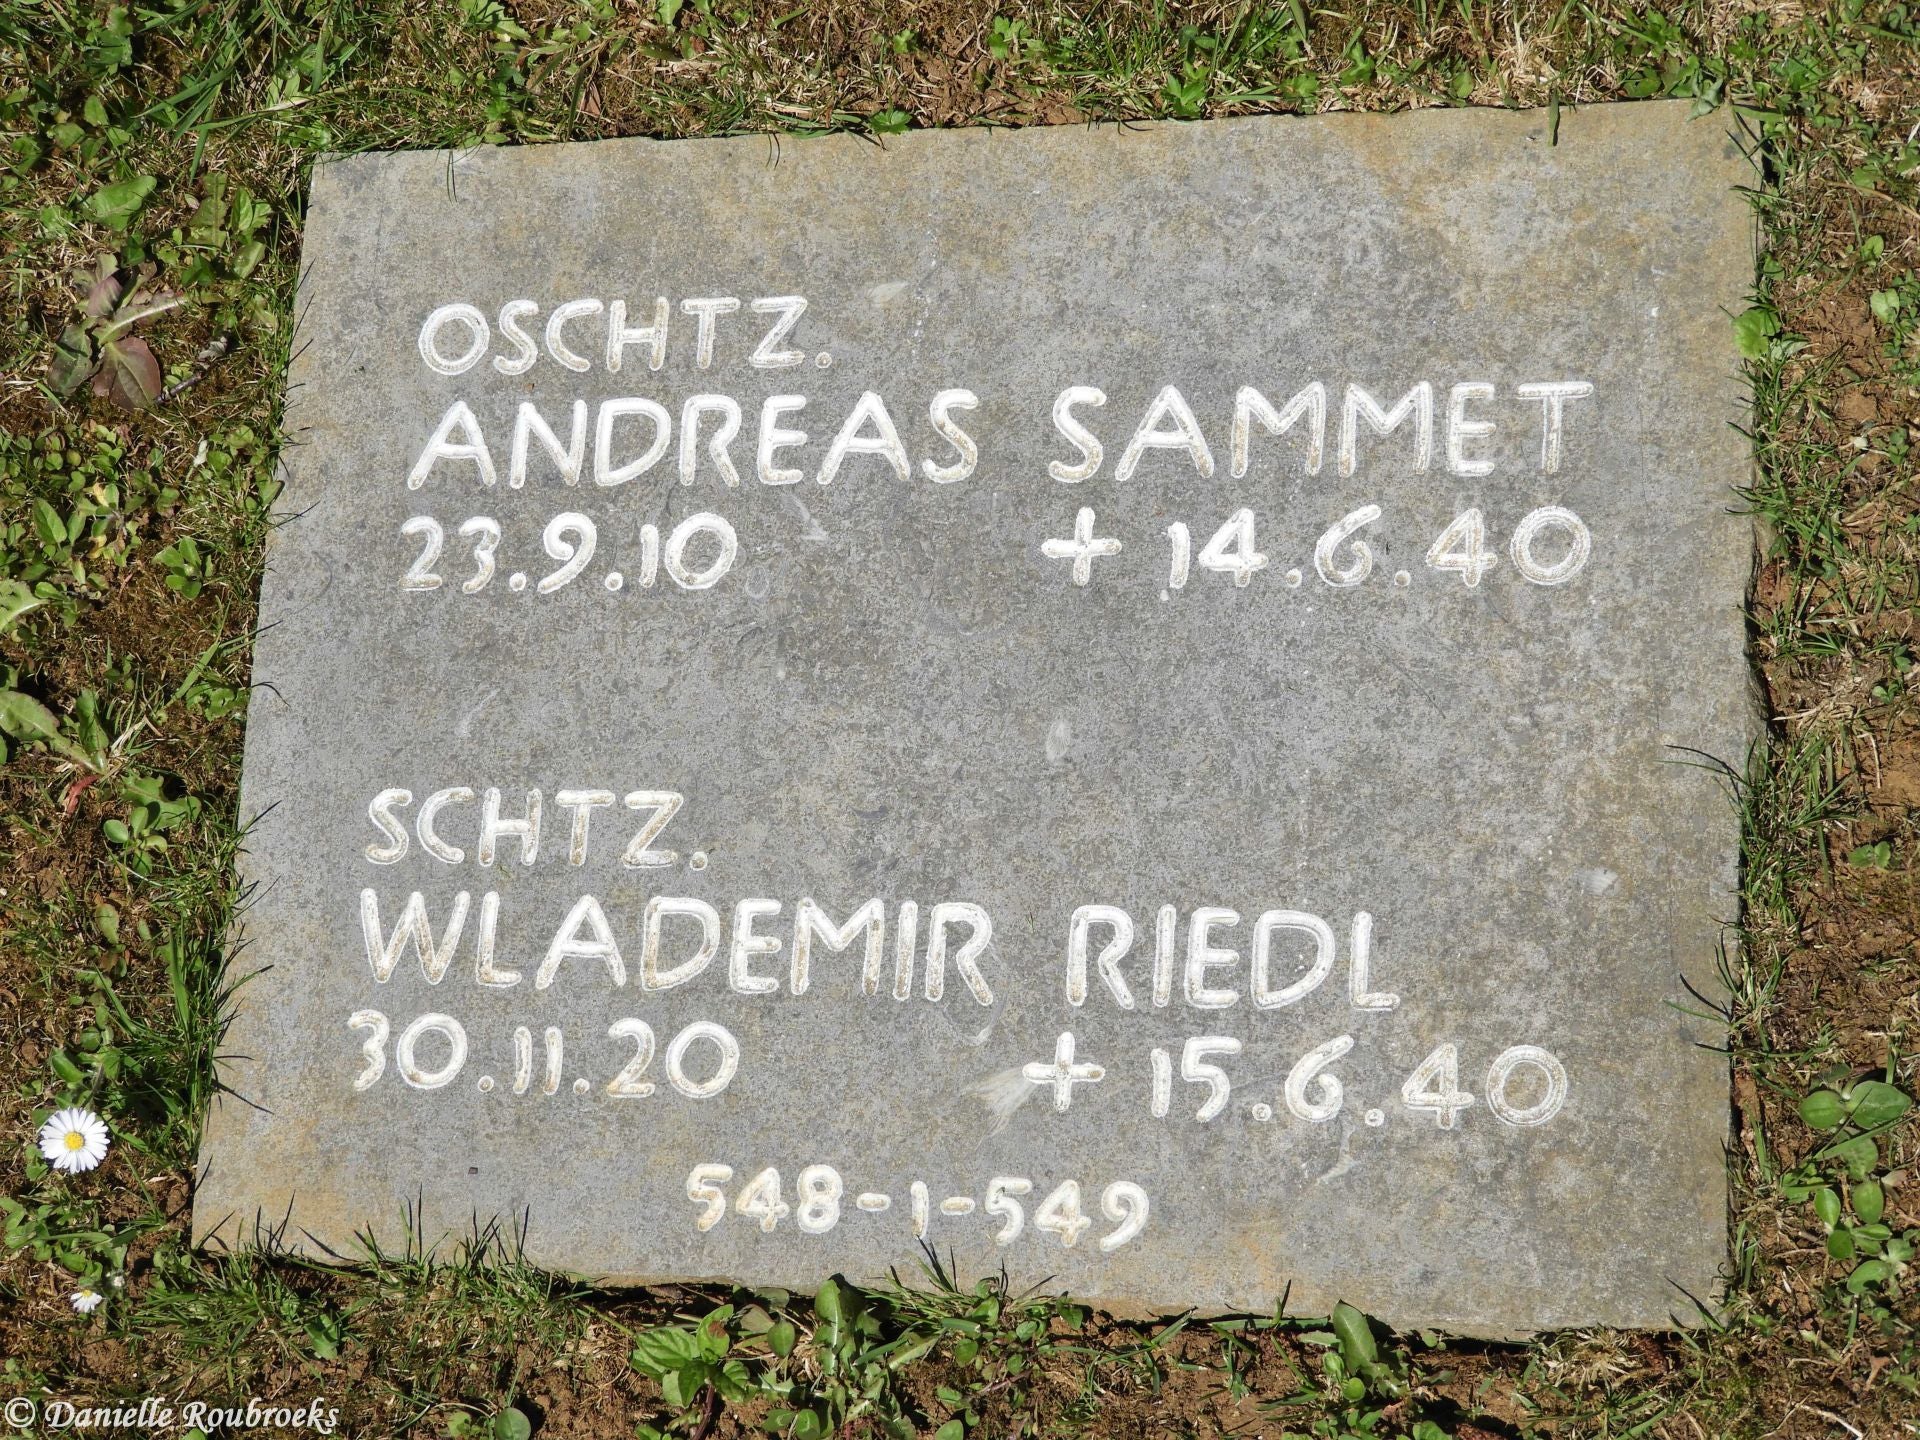 OSCHTZ.
ANDREAS SAMMET
23.9.10 + 14.6.40
SCHTZ.
WLADEMIR RIEDL
30.11.20 + 15.6.40
548-1-549
© Danielle Roubroeks